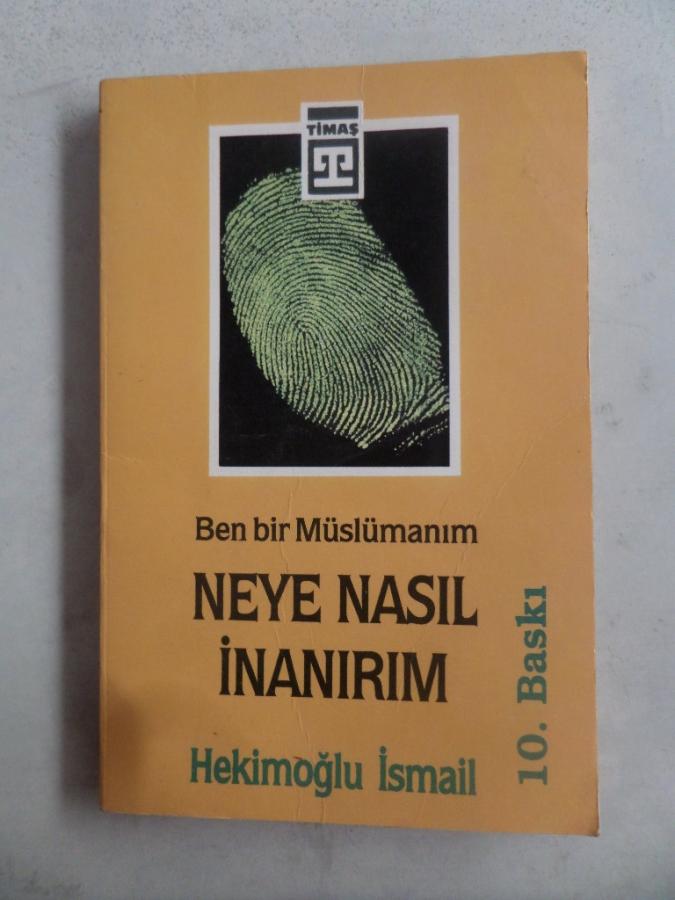 TİMAŞ
Ben bir Müslümanım
NEYE NASIL
İNANIRIM
Hekimoğlu İsmail
10. Baskı